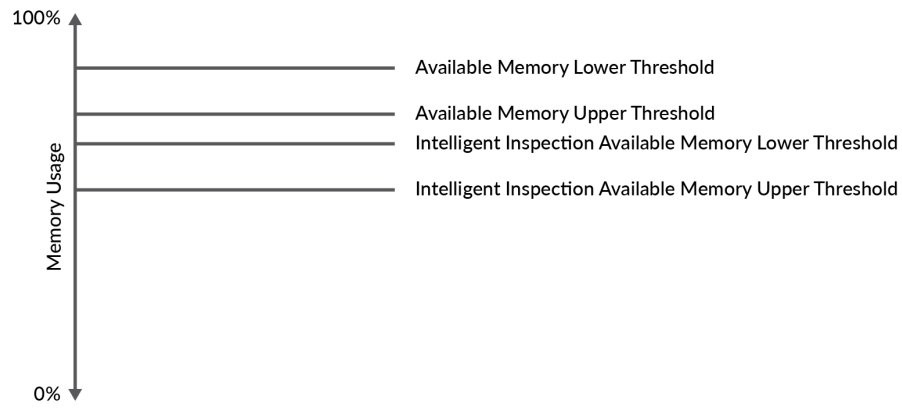 100%
Available Memory Lower Threshold
Available Memory Upper Threshold
Intelligent Inspection Available Memory Lower Threshold
Memory Usage
Intelligent Inspection Available Memory Upper Threshold
0%